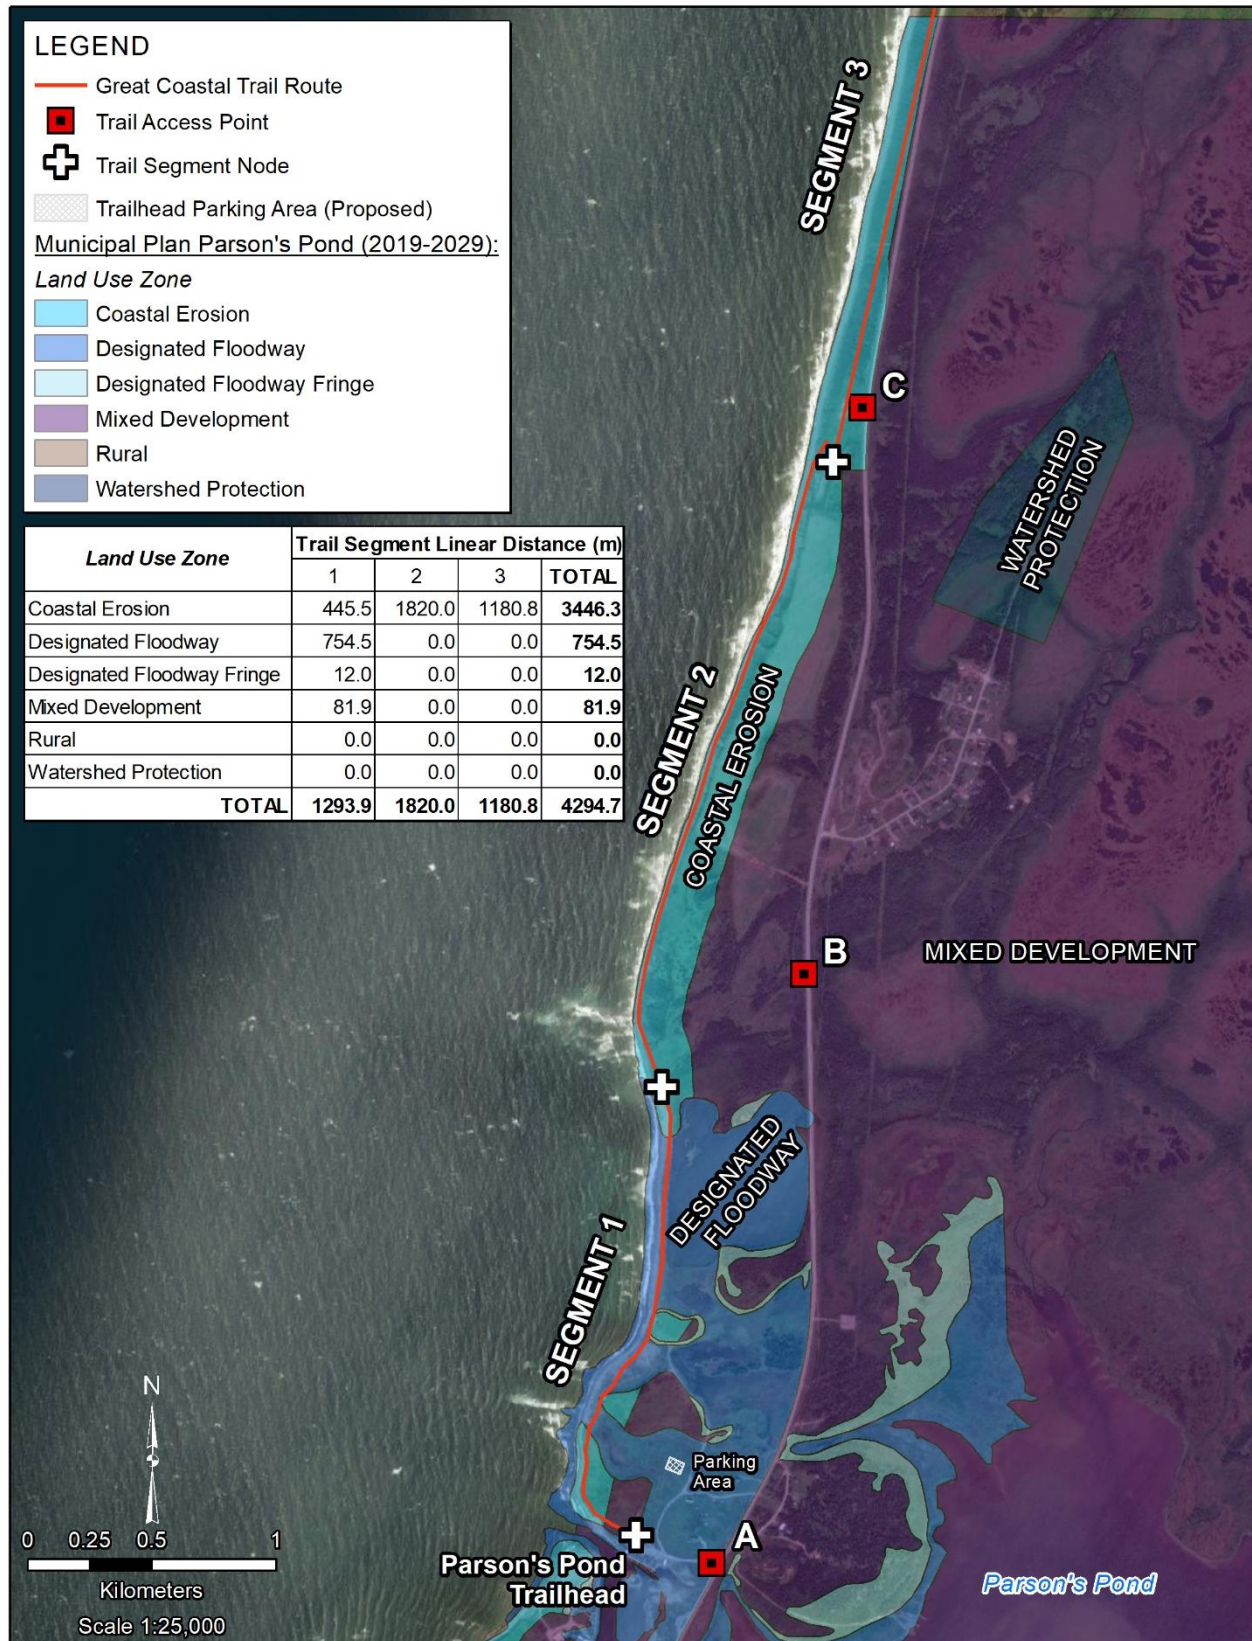 LEGEND
Great Coastal Trail Route
Trail Access Point
Trail Segment Node
Trailhead Parking Area (Proposed)
Municipal Plan Parson's Pond (2019-2029):
Land Use Zone
Coastal Erosion
Designated Floodway
Designated Floodway Fringe
Mixed Development
Rural
Watershed Protection
Land Use Zone Trail Segment Linear Distance (m)
1 2 3 TOTAL
Coastal Erosion 445.5 1820.0 1180.8 3446.3
Designated Floodway 754.5 0.0 0.0 754.5
Designated Floodway Fringe 12.0 0.0 0.0 12.0
Mixed Development 81.9 0.0 0.0 81.9
Rural 0.0 0.0 0.0 0.0
Watershed Protection 0.0 0.0 0.0 0.0
TOTAL 1293.9 1820.0 1180.8 4294.7
SEGMENT 3
C
WATERSHED
PROTECTION
SEGMENT 2
COASTAL EROSION
B
MIXED DEVELOPMENT
DESIGNATED
FLOODWAY
SEGMENT 1
Parking
Area
A
Parson's Pond
Trailhead
Parson's Pond
N
0 0.25 0.5 1
Kilometers
Scale 1:25,000